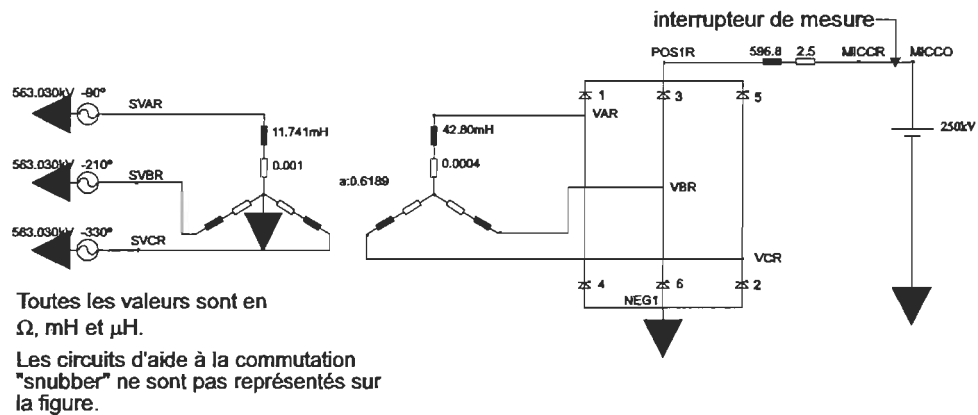 interrupteur de mesure
POS1R
596.8
2.5
MICCR
MICCO
563.030kV
-90°
SVAR
1
3
5
VAR
11.741mH
42.80mH
250kV
0.001
0.0004
563.030kV
-210°
SVBR
a:0.6189
VBR
563.030kV
-330°
SVCR
VCR
4
6
2
NEG1
Toutes les valeurs sont en
Ω, mH et µH.
Les circuits d'aide à la commutation
"snubber" ne sont pas représentés sur
la figure.